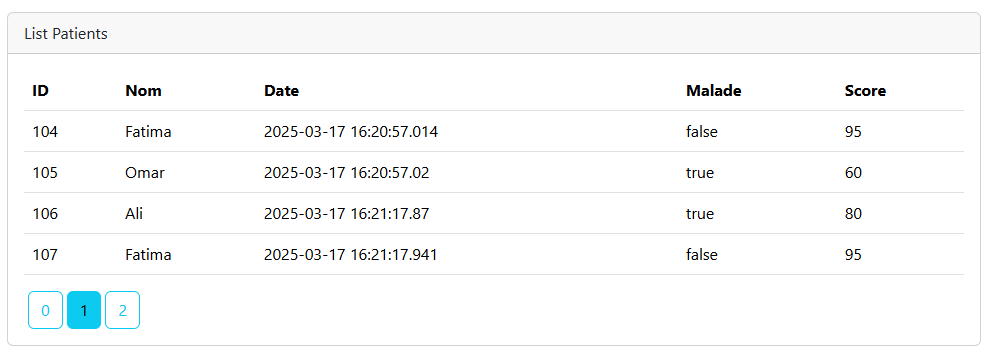 List Patients
ID Nom Date Malade Score
104 Fatima 2025-03-17 16:20:57.014 false 95
105 Omar 2025-03-17 16:20:57.02 true 60
106 Ali 2025-03-17 16:21:17.87 true 80
107 Fatima 2025-03-17 16:21:17.941 false 95
0 1 2